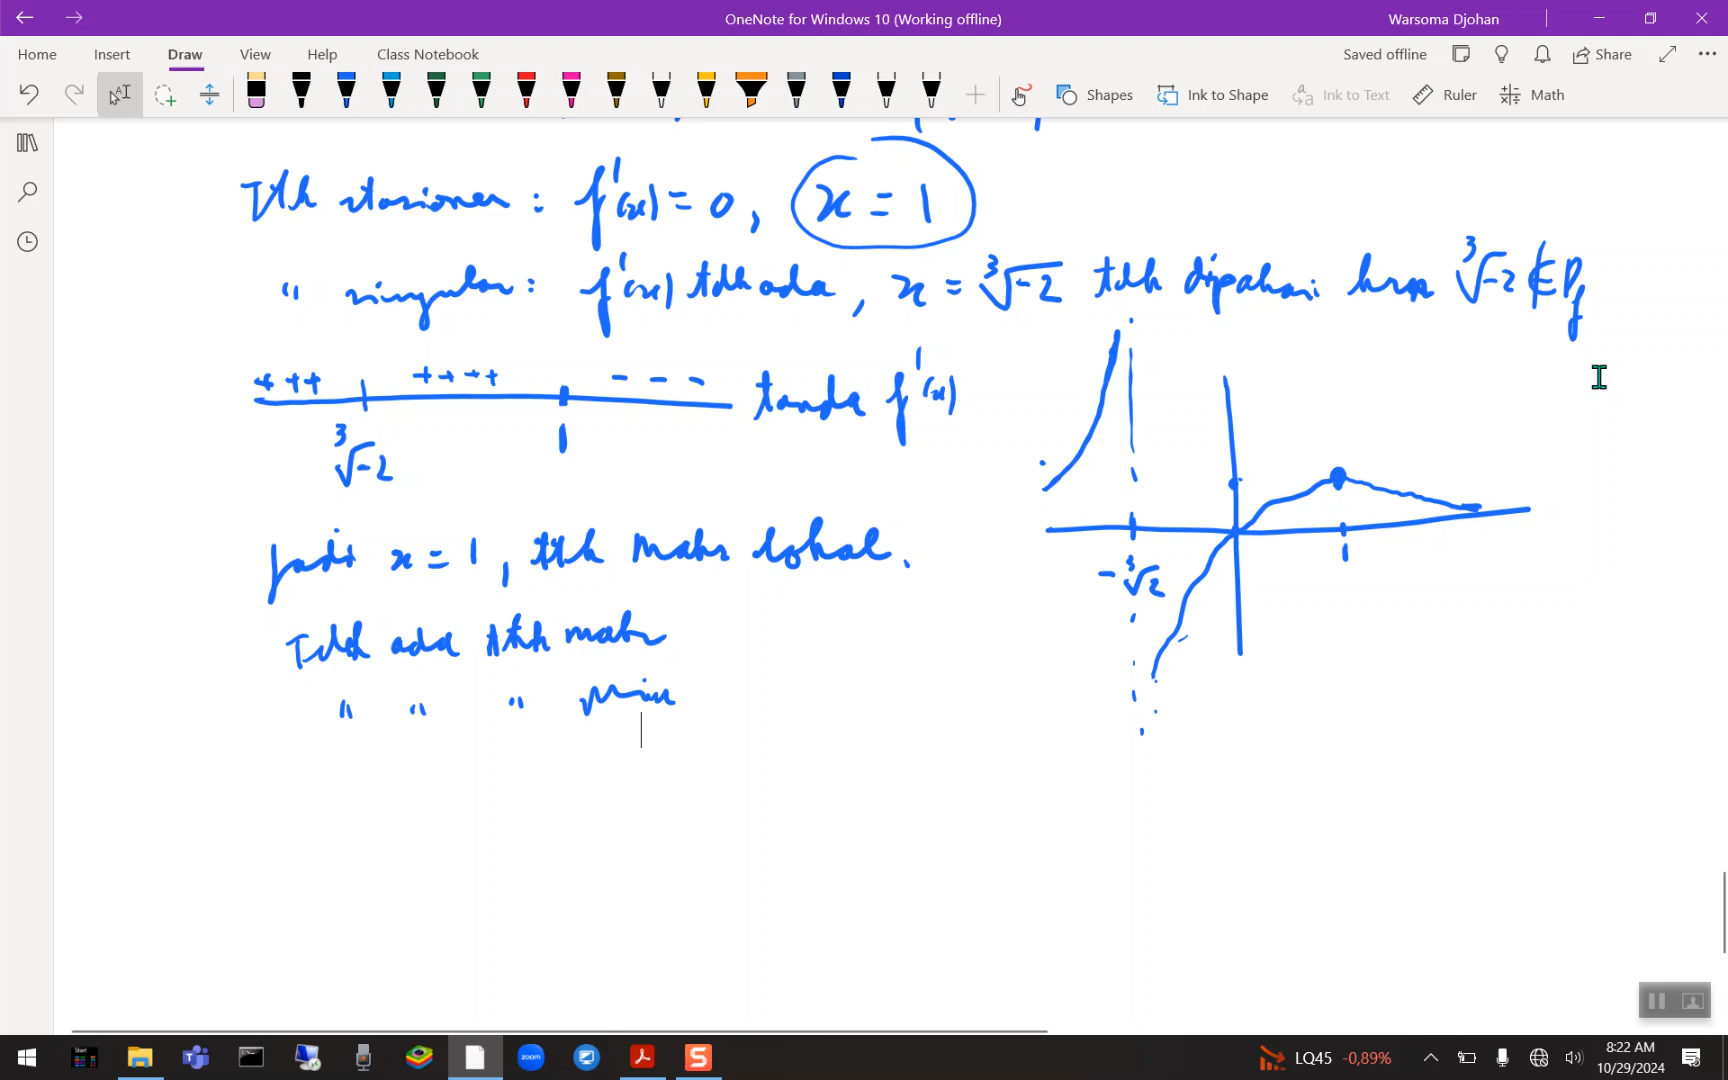 OneNote for Windows 10 (Working offline)
Warsoma Djohan
Home Insert Draw View Help Class Notebook
Saved offline Share
Shapes Ink to Shape Ink to Text Ruler Math
Ttk stasioner : f'(x) = 0, x = 1
" singular : f'(x) tdk ada, x = ∛-2 tdk dipakai krn ∛-2 ∉ Df
+++ ++++ --- tanda f'(x)
∛-2 1
Jadi x = 1, ttk maks lokal.
-∛2 1
Tdk ada ttk maks
" " " min
LQ45 -0,89%
8:22 AM
10/29/2024